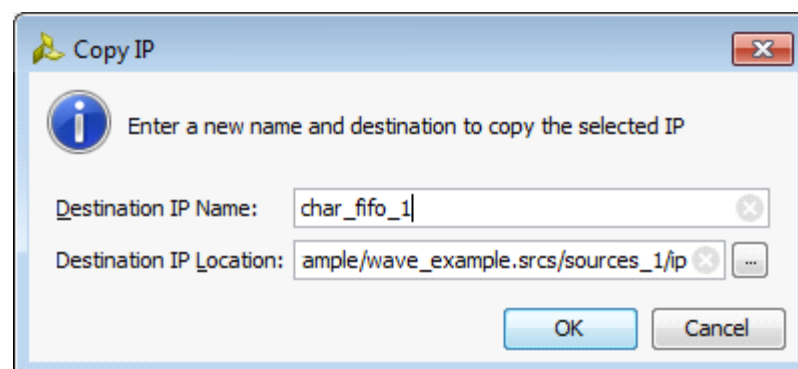 Copy IP
Enter a new name and destination to copy the selected IP
Destination IP Name: char_fifo_1
Destination IP Location: ample/wave_example.srcs/sources_1/ip ...
OK Cancel